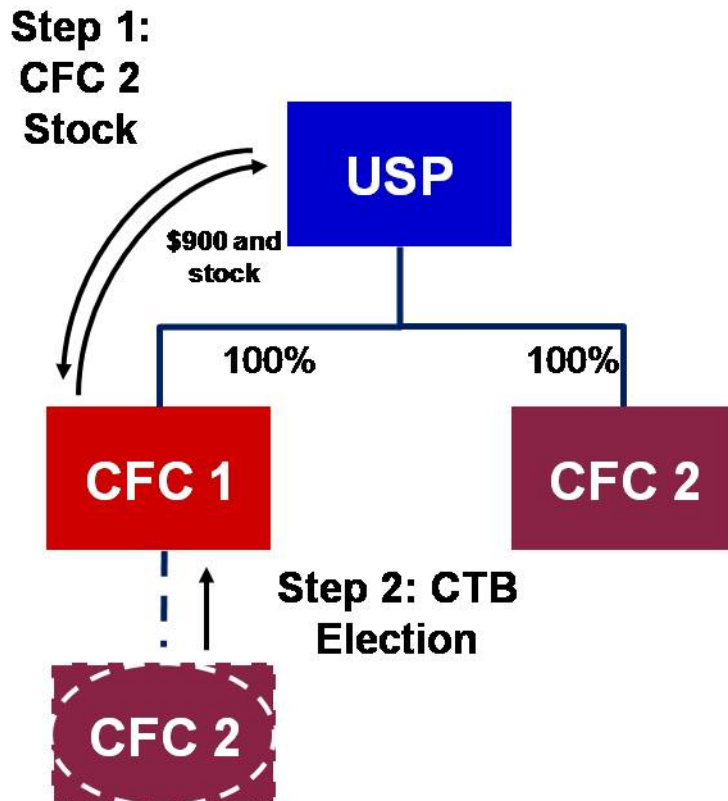 Step 1:
CFC 2
Stock
USP
$900 and
stock
100%
100%
CFC 1
CFC 2
Step 2: CTB
Election
CFC 2